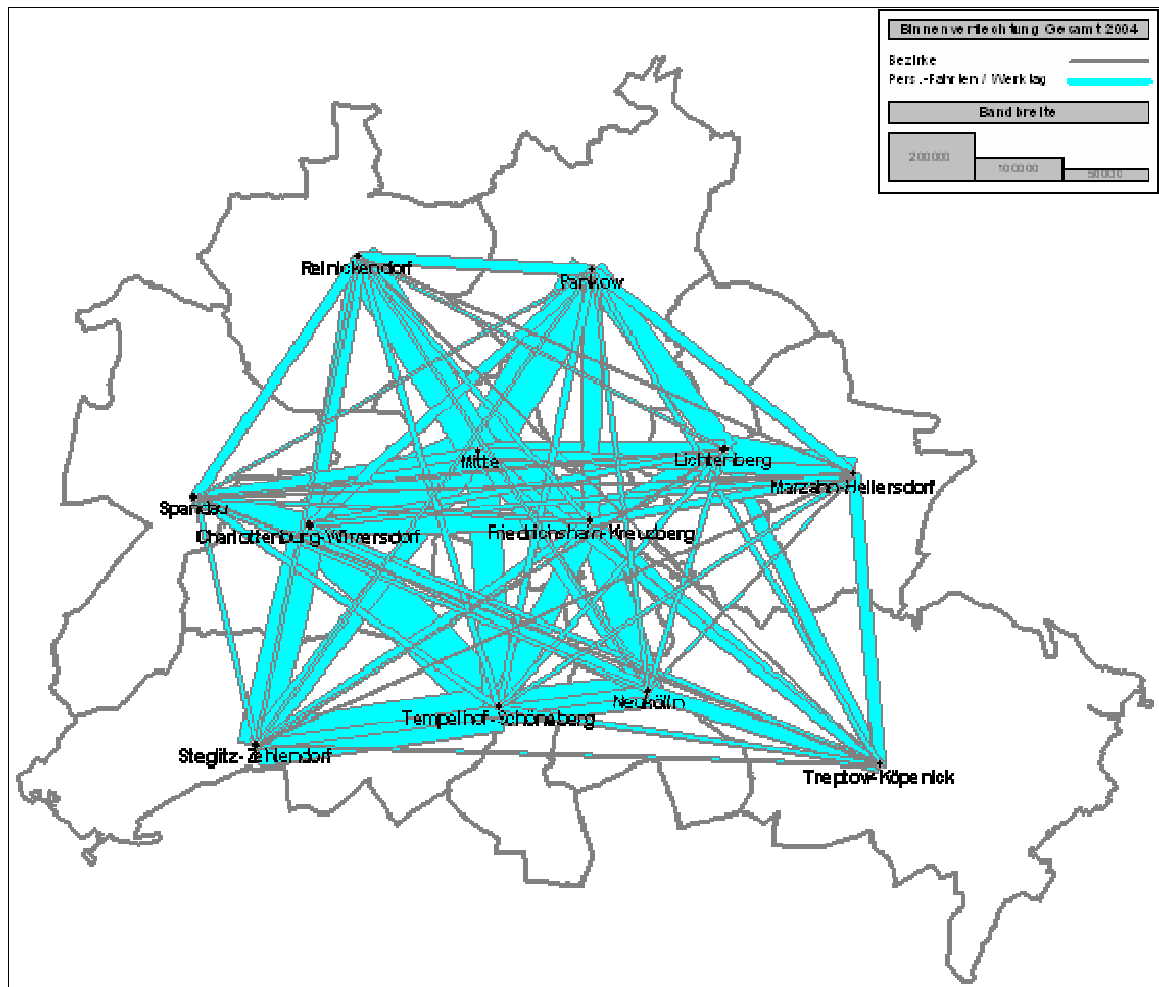 Binnenverflechtung Gesamt 2004
Bezirke
Pers.-Fahrten / Werktag
Bandbreite
200000
100000
50000
Reinickendorf
Pankow
Mitte
Lichtenberg
Marzahn-Hellersdorf
Spandau
Charlottenburg-Wilmersdorf
Friedrichshain-Kreuzberg
Neukölln
Tempelhof-Schöneberg
Steglitz-Zehlendorf
Treptow-Köpenick